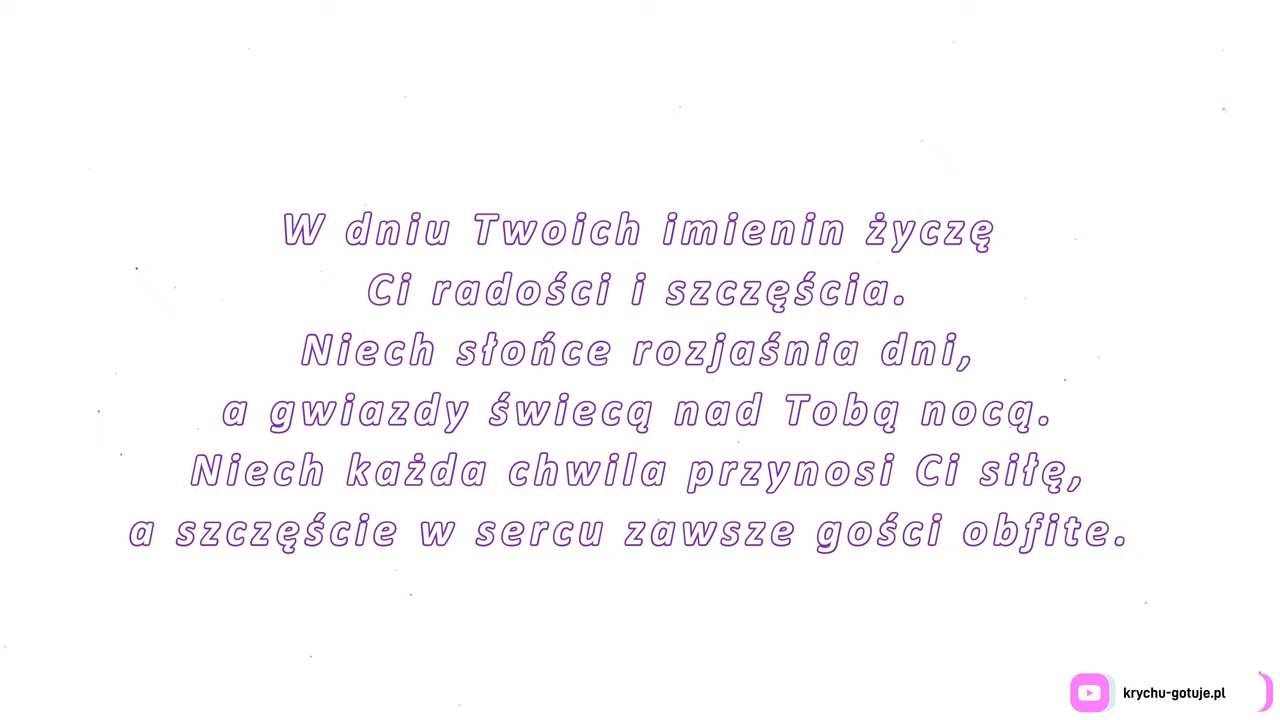 W dniu Twoich imienin życzę
Ci radości i szczęścia.
Niech słońce rozjaśnia dni,
a gwiazdy świecą nad Tobą nocą.
Niech każda chwila przynosi Ci siłę,
a szczęście w sercu zawsze gości obfite.
krychu-gotuje.pl